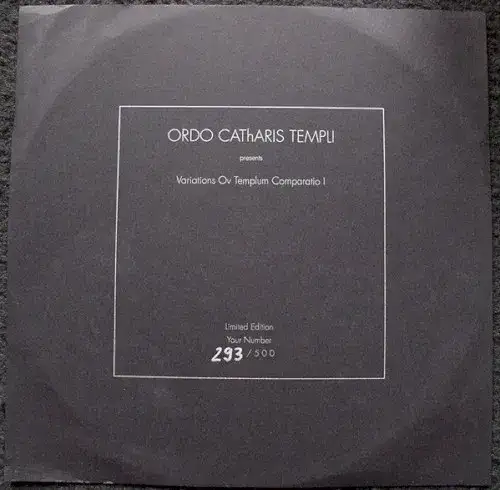 ORDO CAThARIS TEMPLI
presents
Variations Ov Templum Comparatio I
Limited Edition
Your Number
293 / 500